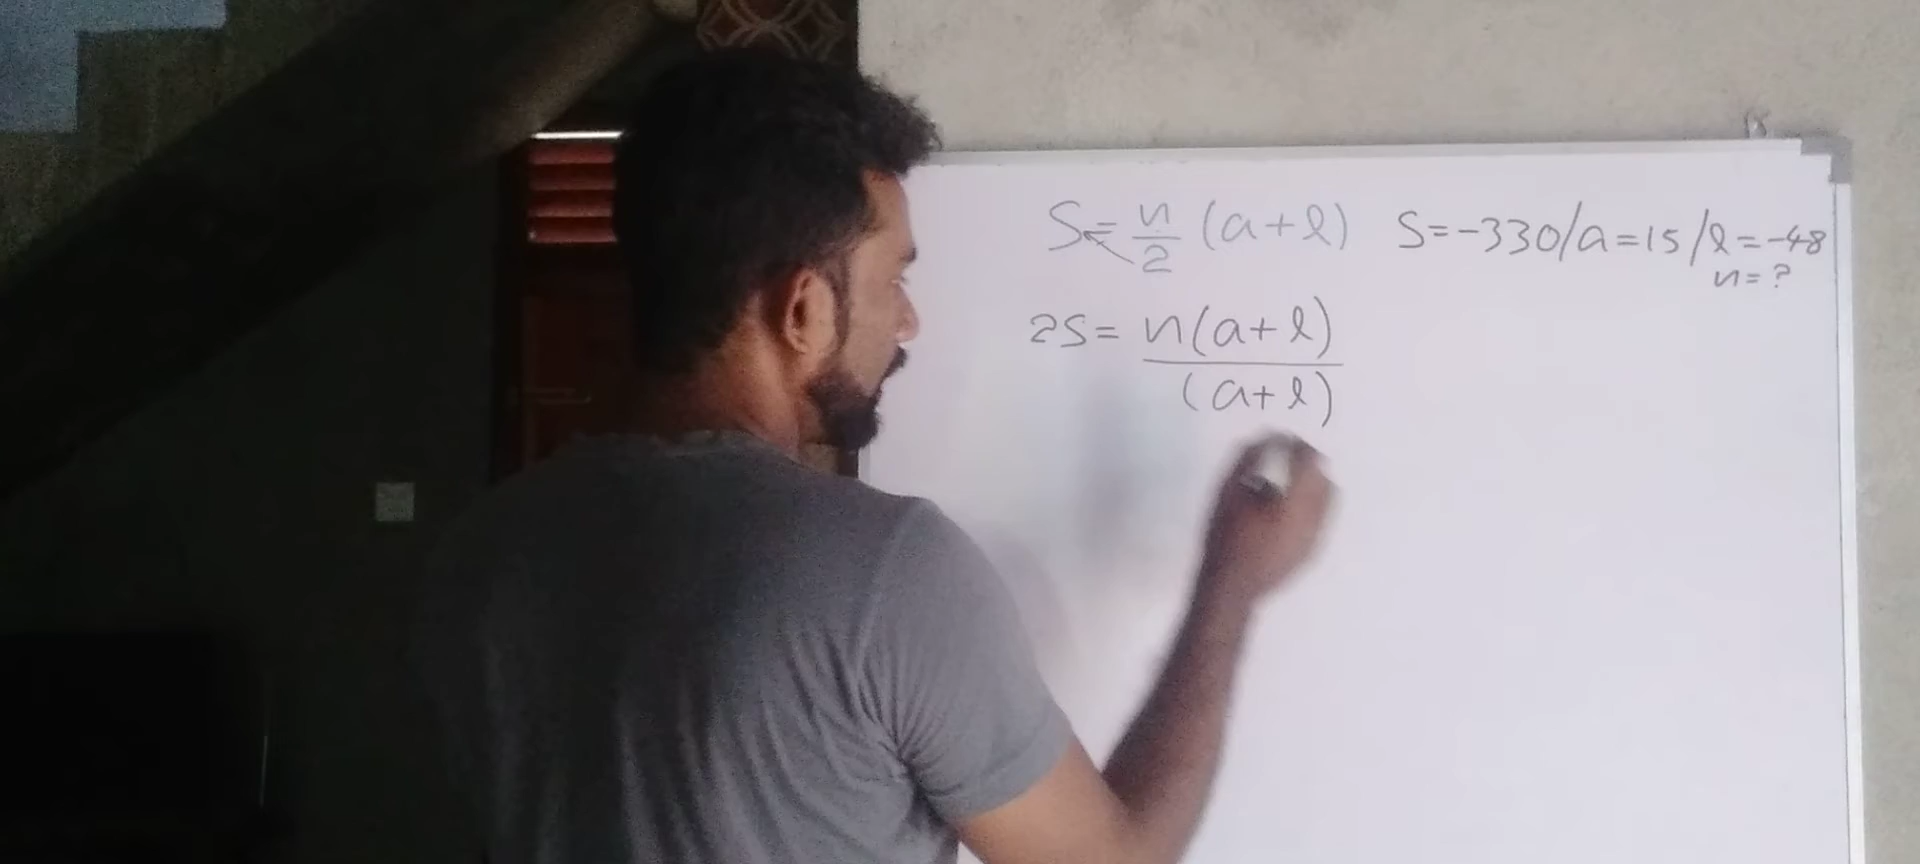 S = n/2 (a+l) S=-330/a=15/l=-48
n=?
2S = n(a+l)
(a+l)